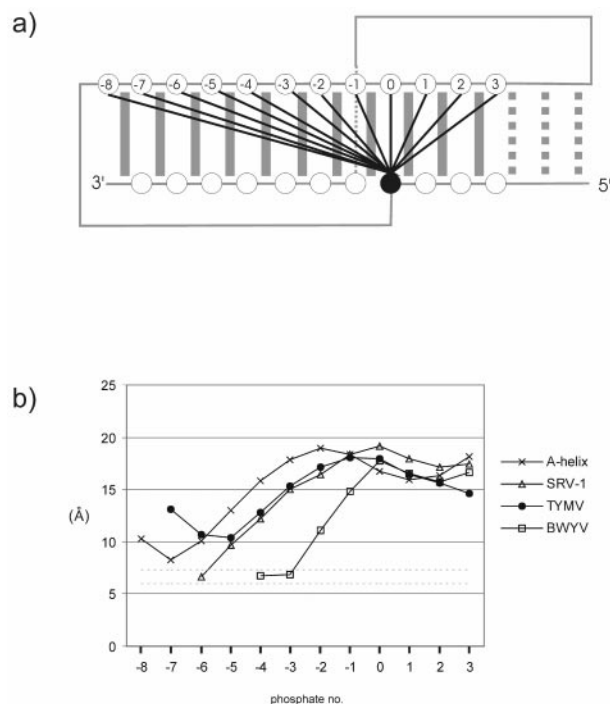 a)
-8 -7 -6 -5 -4 -3 -2 -1 0 1 2 3
3' 5'
b)
25
20
15
(Å)
10
5
0
-8 -7 -6 -5 -4 -3 -2 -1 0 1 2 3
phosphate no.
A-helix
SRV-1
TYMV
BWYV